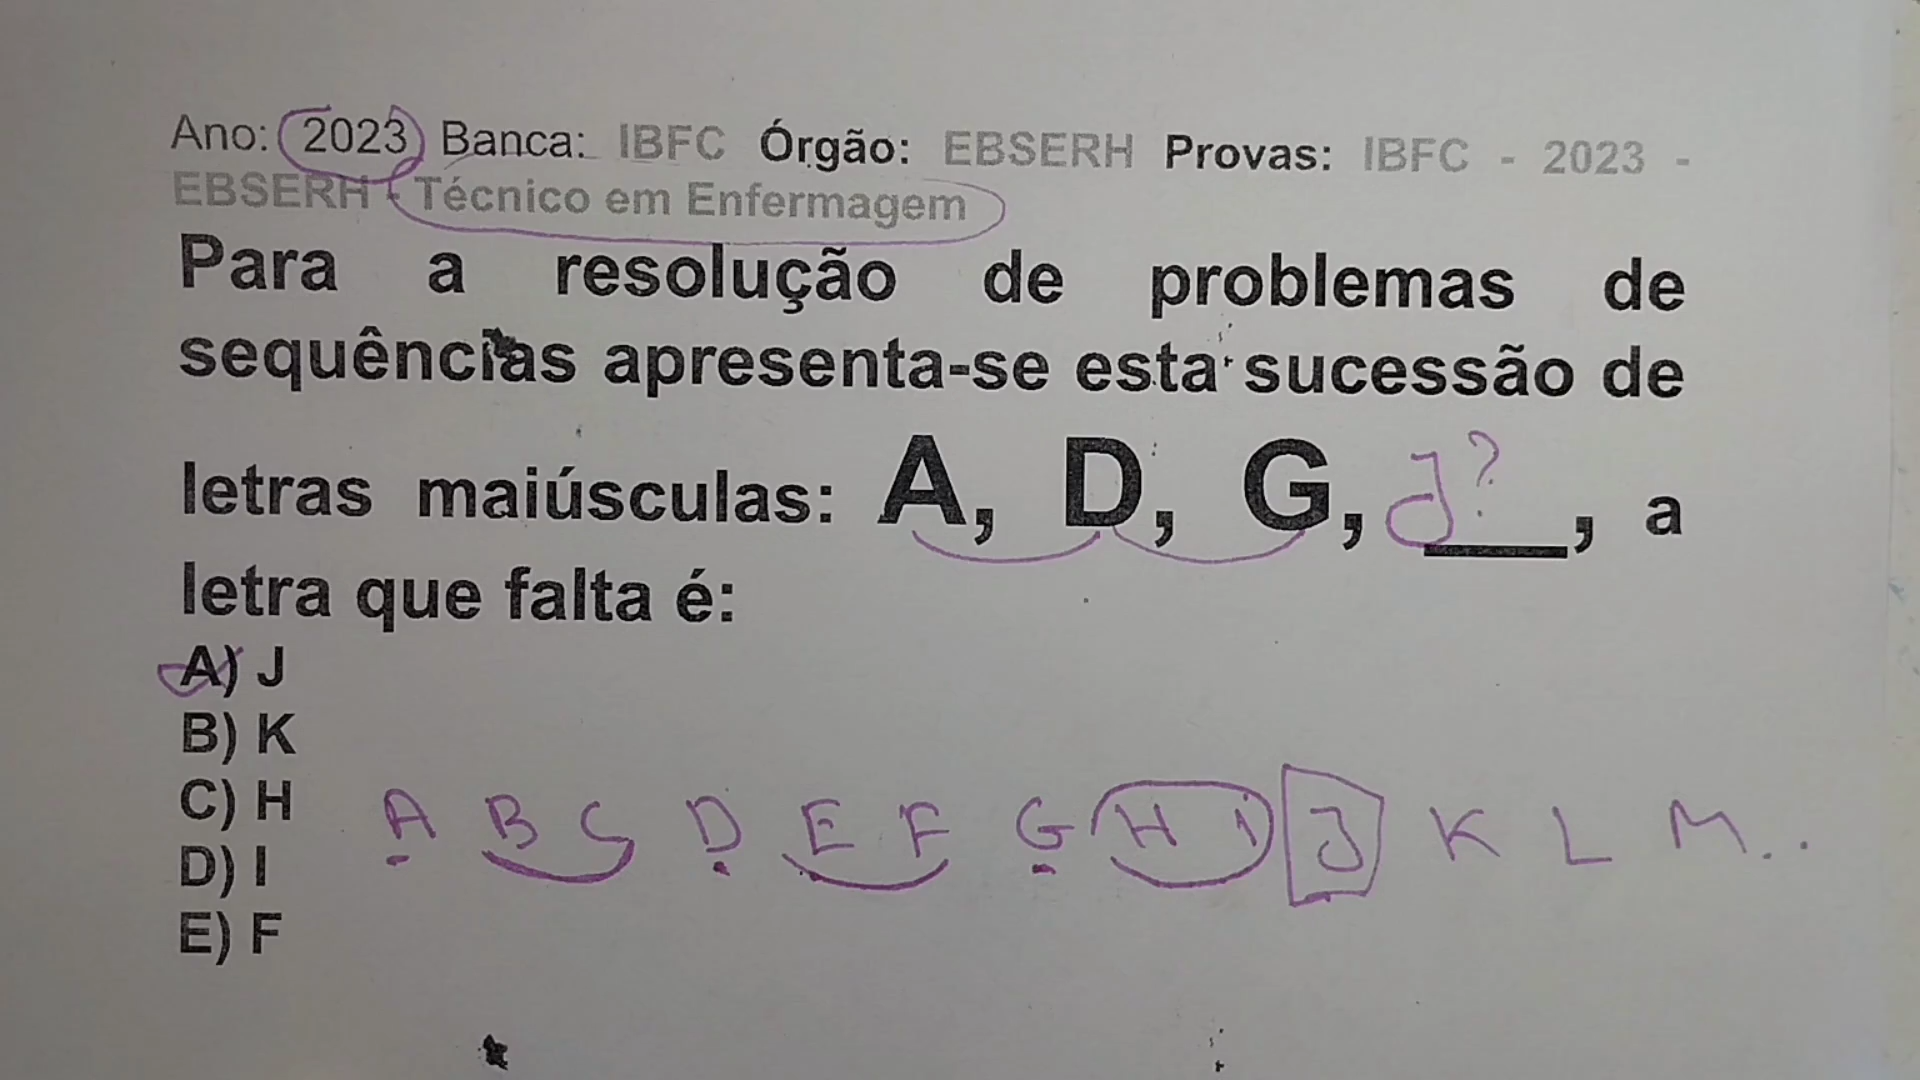 Ano: 2023 Banca: IBFC Órgão: EBSERH Provas: IBFC - 2023 -
EBSERH - Técnico em Enfermagem
Para a resolução de problemas de
sequências apresenta-se esta sucessão de
letras maiúsculas: A, D, G, J?___, a
letra que falta é:
A) J
B) K
C) H
D) I
E) F
A B C D E F G H I J K L M..